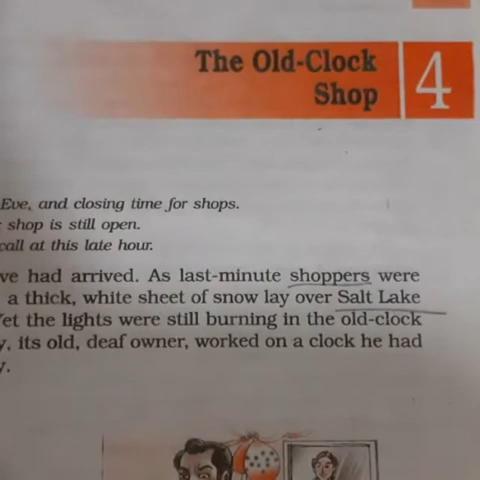 The Old-Clock
Shop
4
Eve, and closing time for shops.
shop is still open.
call at this late hour.
had arrived. As last-minute shoppers were
a thick, white sheet of snow lay over Salt Lake
the lights were still burning in the old-clock
its old, deaf owner, worked on a clock he had